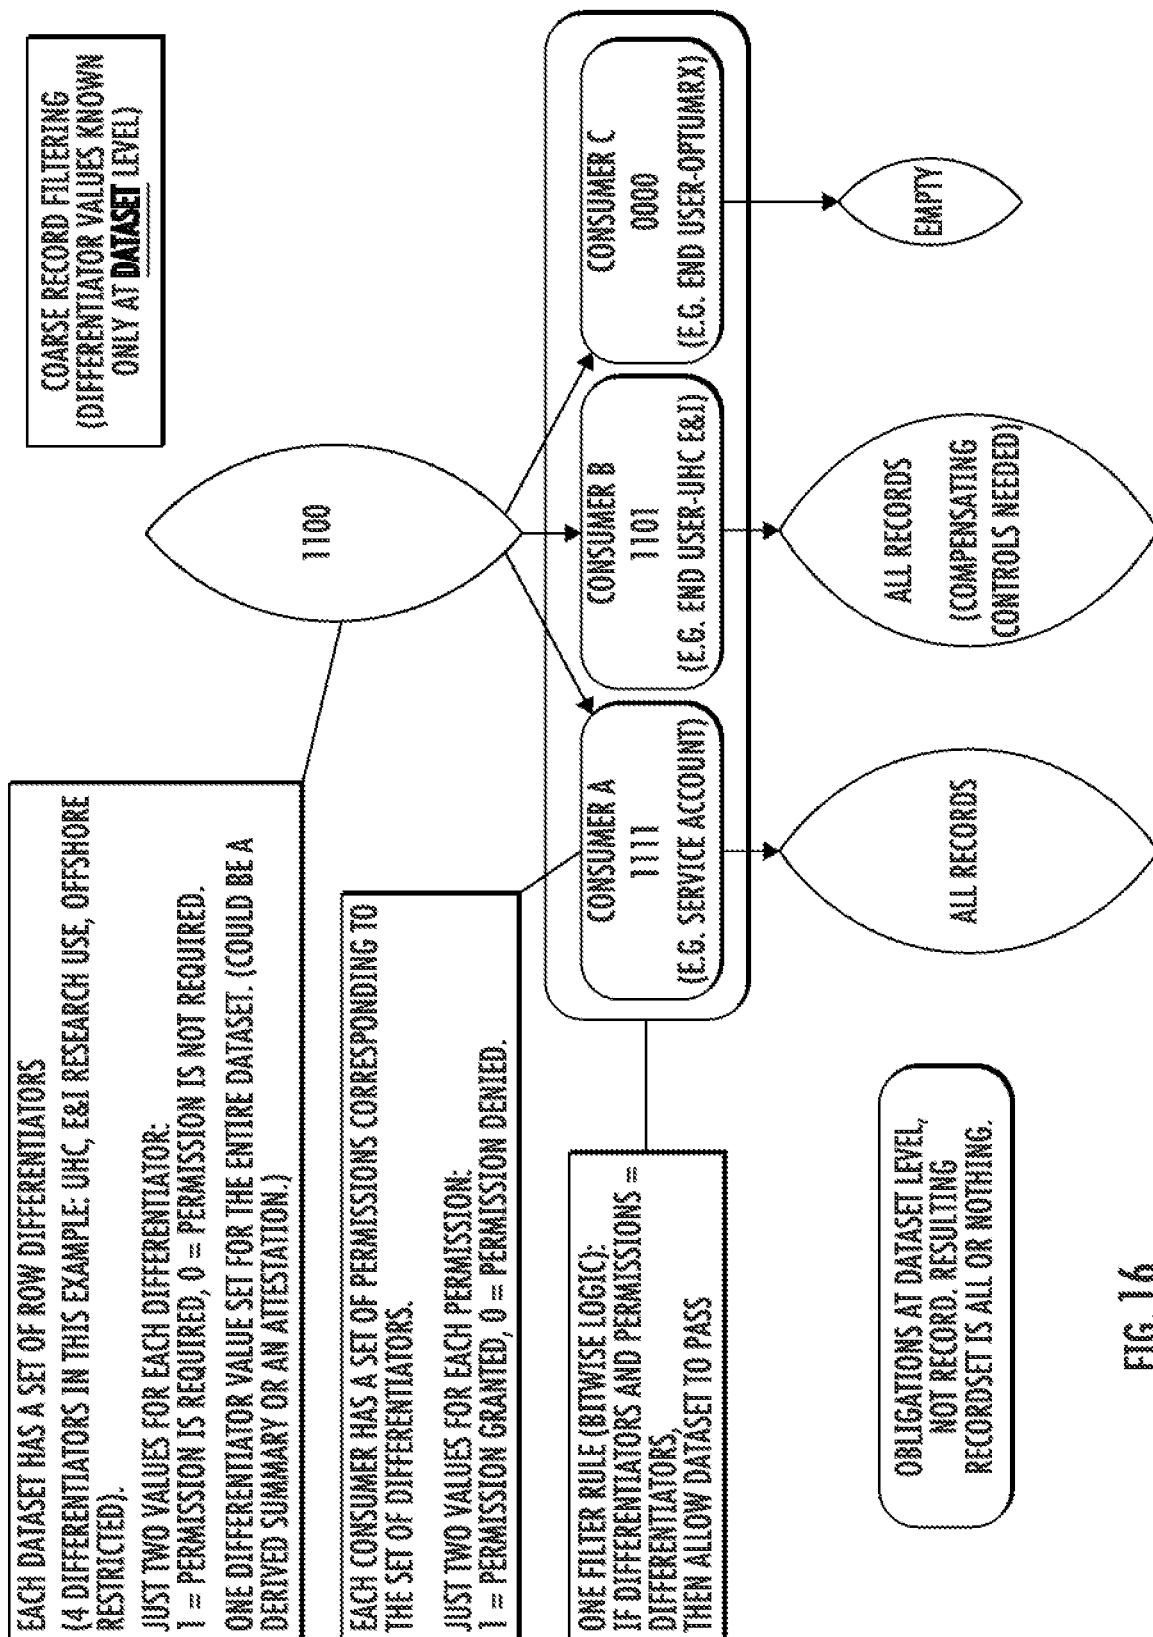 COARSE RECORD FILTERING
(DIFFERENTIATOR VALUES KNOWN
ONLY AT DATASET LEVEL)
EACH DATASET HAS A SET OF ROW DIFFERENTIATORS
(4 DIFFERENTIATORS IN THIS EXAMPLE: UHC, E&I RESEARCH USE, OFFSHORE
RESTRICTED).
JUST TWO VALUES FOR EACH DIFFERENTIATOR:
1 = PERMISSION IS REQUIRED, 0 = PERMISSION IS NOT REQUIRED.
ONE DIFFERENTIATOR VALUE SET FOR THE ENTIRE DATASET. (COULD BE A
DERIVED SUMMARY OR AN ATTESTATION.)
1100
EACH CONSUMER HAS A SET OF PERMISSIONS CORRESPONDING TO
THE SET OF DIFFERENTIATORS.
JUST TWO VALUES FOR EACH PERMISSION:
1 = PERMISSION GRANTED, 0 = PERMISSION DENIED.
ONE FILTER RULE (BITWISE LOGIC):
IF DIFFERENTIATORS AND PERMISSIONS =
DIFFERENTIATORS,
THEN ALLOW DATASET TO PASS
CONSUMER A
1111
(E.G. SERVICE ACCOUNT)
CONSUMER B
1101
(E.G. END USER-UHC E&I)
CONSUMER C
0000
(E.G. END USER-OPTUMRX)
ALL RECORDS
ALL RECORDS
(COMPENSATING
CONTROLS NEEDED)
EMPTY
OBLIGATIONS AT DATASET LEVEL,
NOT RECORD. RESULTING
RECORDSET IS ALL OR NOTHING.
FIG. 16